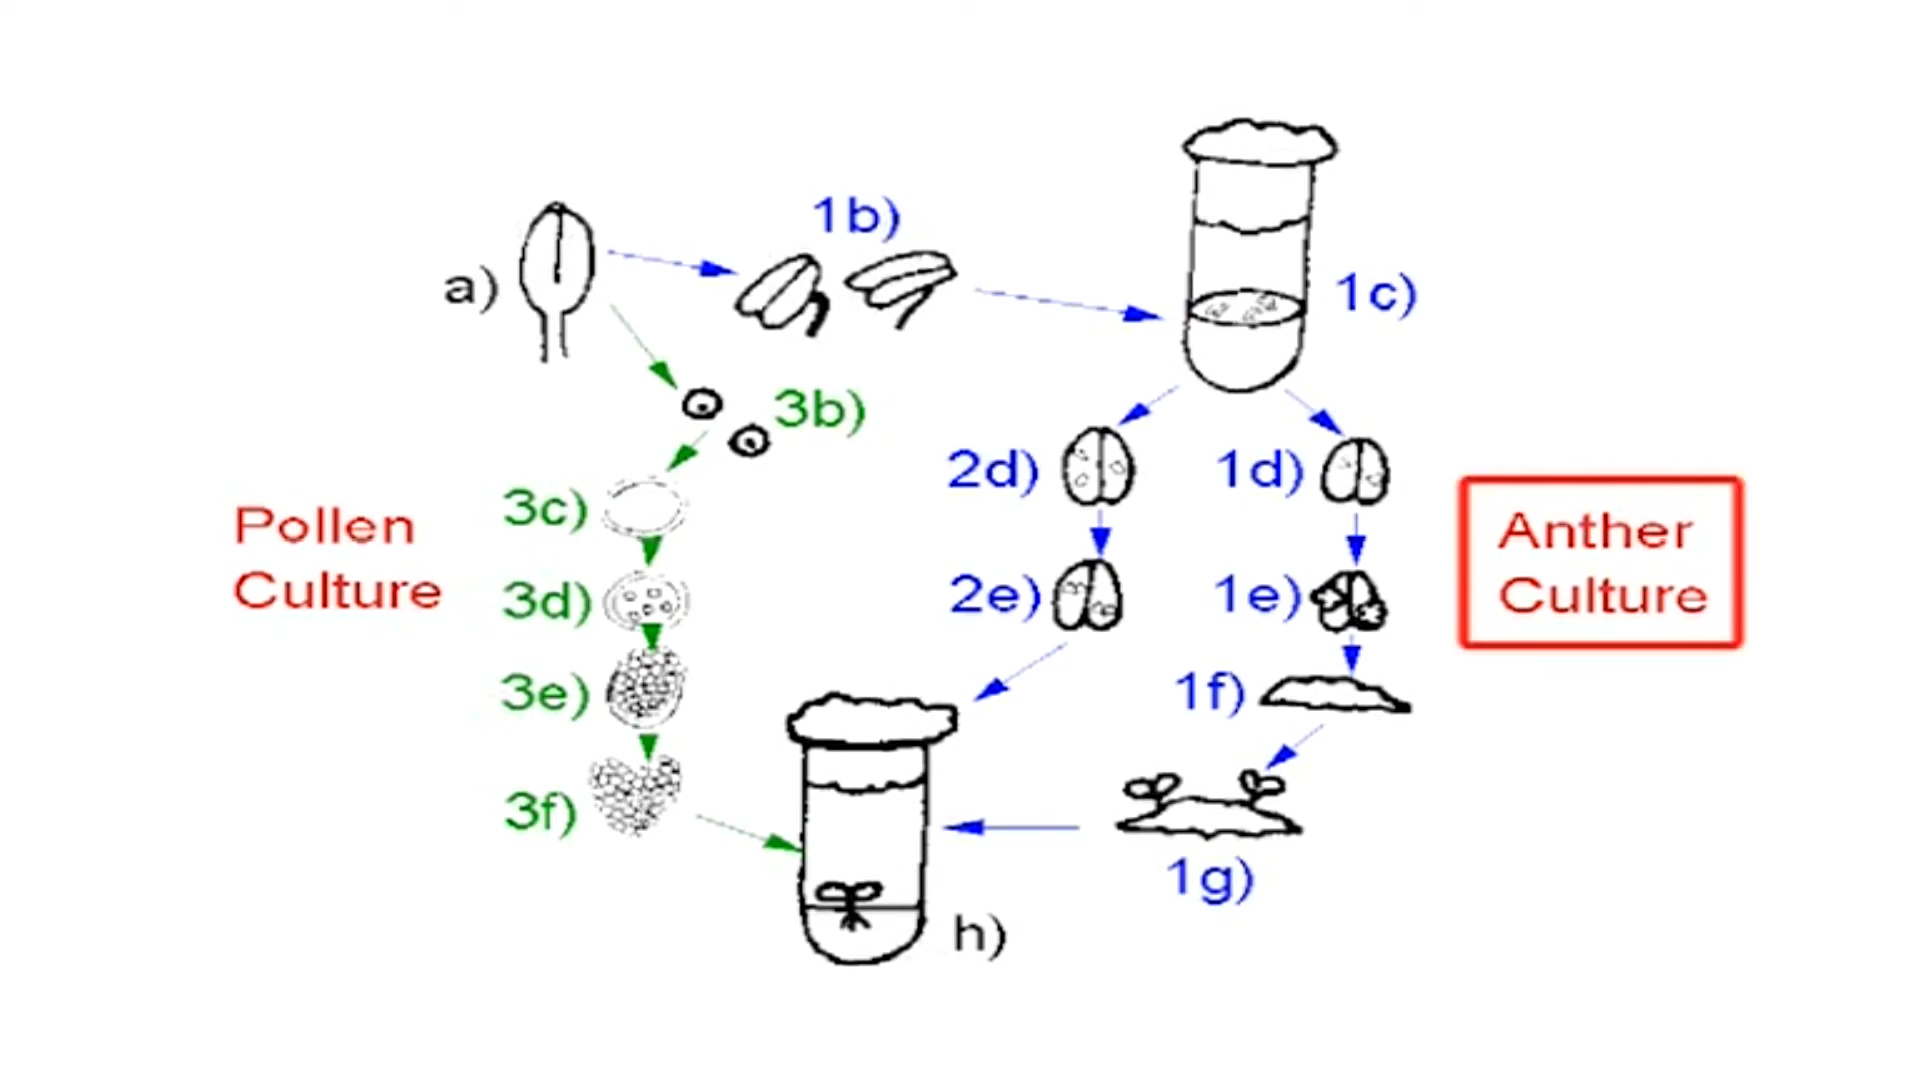 1b)
a)
1c)
3b)
2d)
1d)
3c)
Pollen
Culture
Anther
Culture
3d)
2e)
1e)
3e)
1f)
3f)
1g)
h)